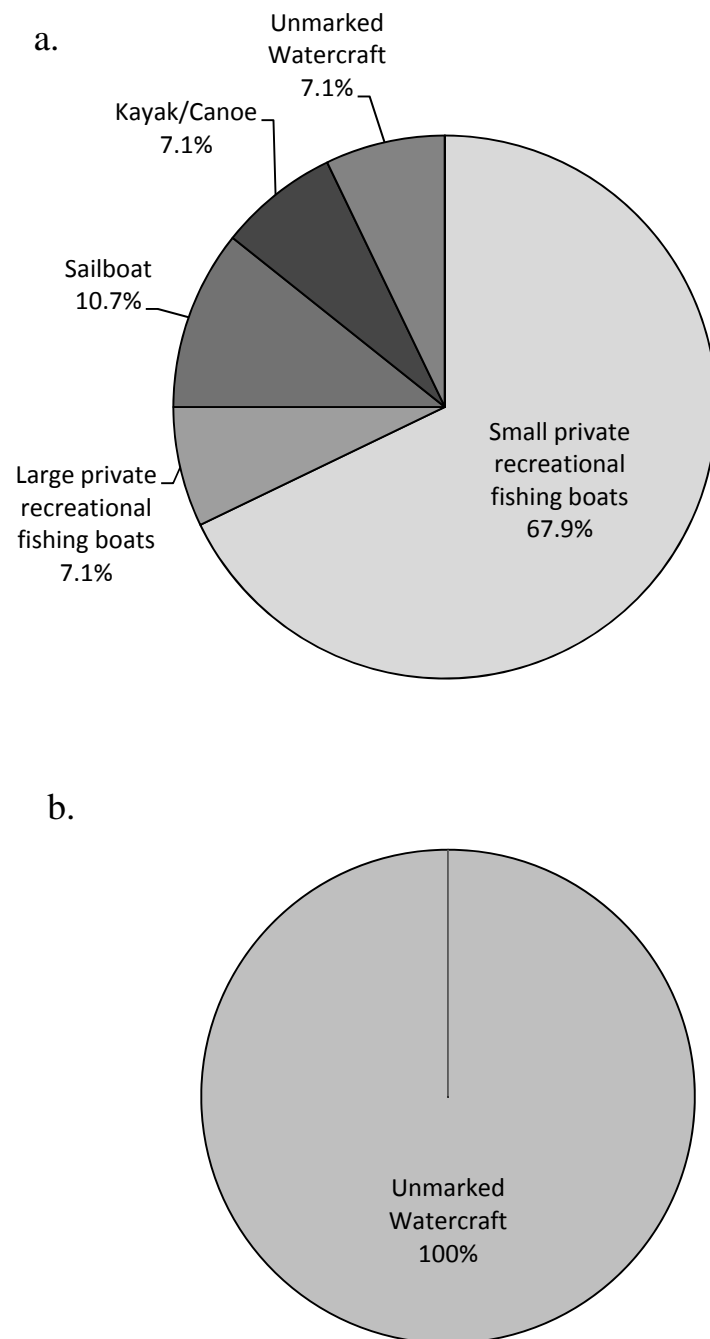 a.
Unmarked
Watercraft
7.1%
Kayak/Canoe
7.1%
Sailboat
10.7%
Large private
recreational
fishing boats
7.1%
Small private
recreational
fishing boats
67.9%
b.
Unmarked
Watercraft
100%